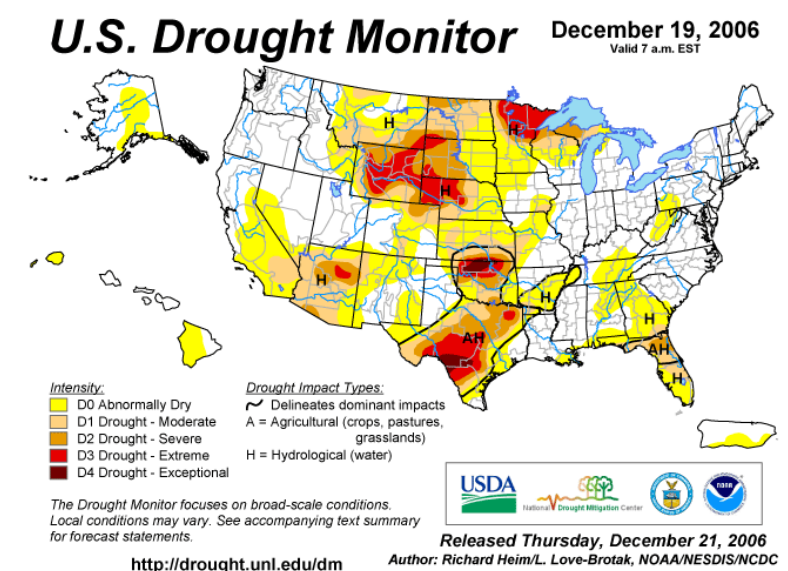 U.S. Drought Monitor
December 19, 2006
Valid 7 a.m. EST
H
H
H
H
H
AH
H
AH
H
Intensity:
D0 Abnormally Dry
D1 Drought - Moderate
D2 Drought - Severe
D3 Drought - Extreme
D4 Drought - Exceptional
Drought Impact Types:
Delineates dominant impacts
A = Agricultural (crops, pastures,
grasslands)
H = Hydrological (water)
The Drought Monitor focuses on broad-scale conditions.
Local conditions may vary. See accompanying text summary
for forecast statements.
http://drought.unl.edu/dm
USDA
National Drought Mitigation Center
noaa
Released Thursday, December 21, 2006
Author: Richard Heim/L. Love-Brotak, NOAA/NESDIS/NCDC